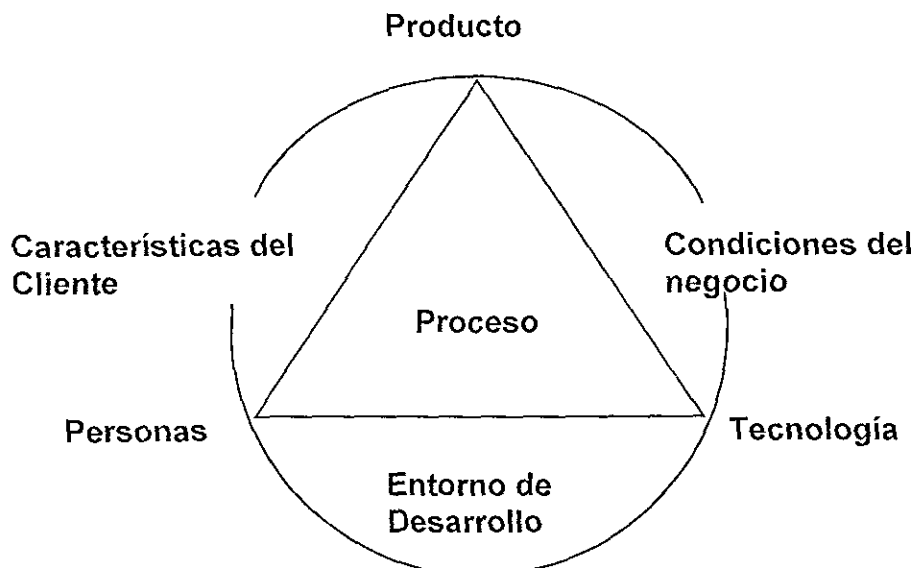 Producto
Características del
Cliente
Condiciones del
negocio
Proceso
Personas
Tecnología
Entorno de
Desarrollo